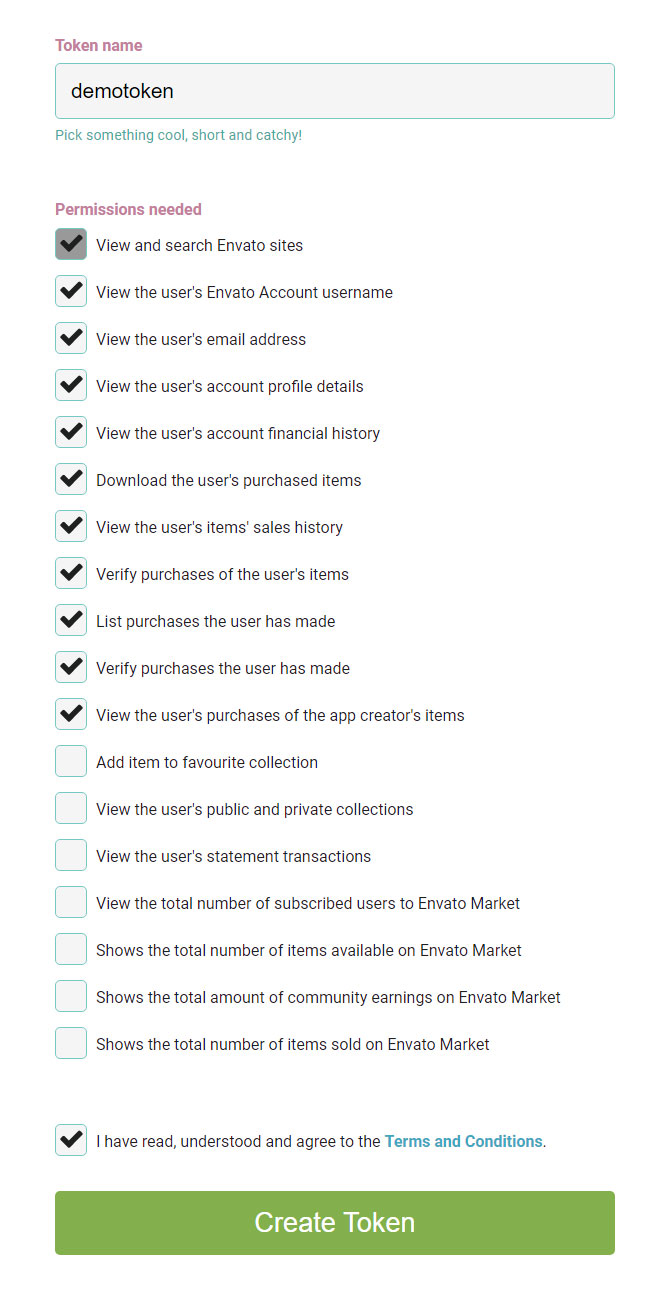 Token name
demotoken
Pick something cool, short and catchy!
Permissions needed
View and search Envato sites
View the user's Envato Account username
View the user's email address
View the user's account profile details
View the user's account financial history
Download the user's purchased items
View the user's items' sales history
Verify purchases of the user's items
List purchases the user has made
Verify purchases the user has made
View the user's purchases of the app creator's items
Add item to favourite collection
View the user's public and private collections
View the user's statement transactions
View the total number of subscribed users to Envato Market
Shows the total number of items available on Envato Market
Shows the total amount of community earnings on Envato Market
Shows the total number of items sold on Envato Market
I have read, understood and agree to the Terms and Conditions.
Create Token